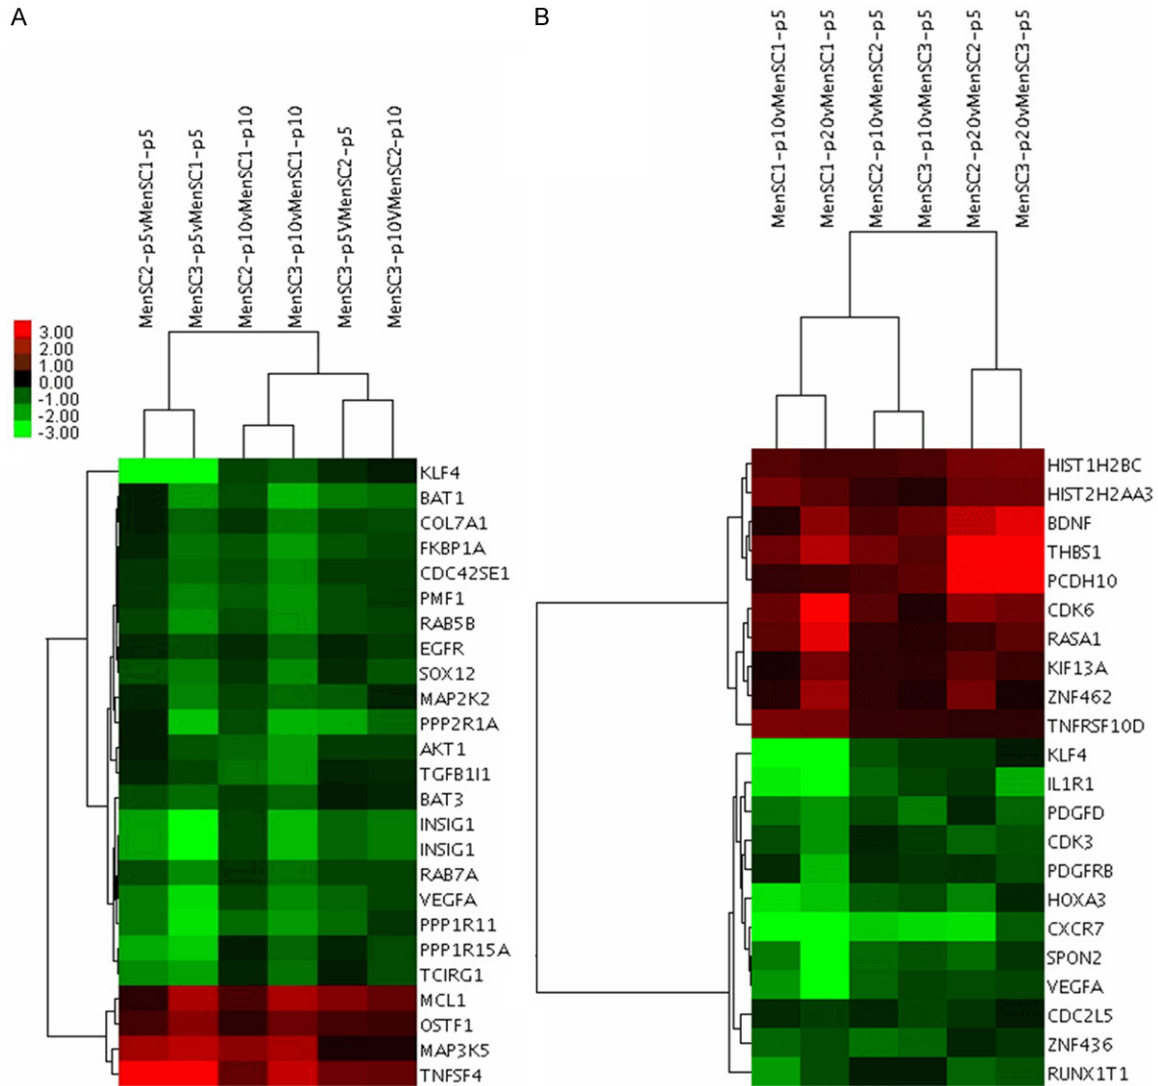 A
B
MenSC2-p5vMenSC1-p5
MenSC3-p5vMenSC1-p5
MenSC2-p10vMenSC1-p10
MenSC3-p10vMenSC1-p10
MenSC3-p5VMenSC2-p5
MenSC3-p10VMenSC2-p10
3.00
2.00
1.00
0.00
-1.00
-2.00
-3.00
KLF4
BAT1
COL7A1
FKBP1A
CDC42SE1
PMF1
RAB5B
EGFR
SOX12
MAP2K2
PPP2R1A
AKT1
TGFB1I1
BAT3
INSIG1
INSIG1
RAB7A
VEGFA
PPP1R11
PPP1R15A
TCIRG1
MCL1
OSTF1
MAP3K5
TNFSF4
MenSC1-p10vMenSC1-p5
MenSC1-p20vMenSC1-p5
MenSC2-p10vMenSC2-p5
MenSC3-p10vMenSC3-p5
MenSC2-p20vMenSC2-p5
MenSC3-p20vMenSC3-p5
HIST1H2BC
HIST2H2AA3
BDNF
THBS1
PCDH10
CDK6
RASA1
KIF13A
ZNF462
TNFRSF10D
KLF4
IL1R1
PDGFD
CDK3
PDGFRB
HOXA3
CXCR7
SPON2
VEGFA
CDC2L5
ZNF436
RUNX1T1